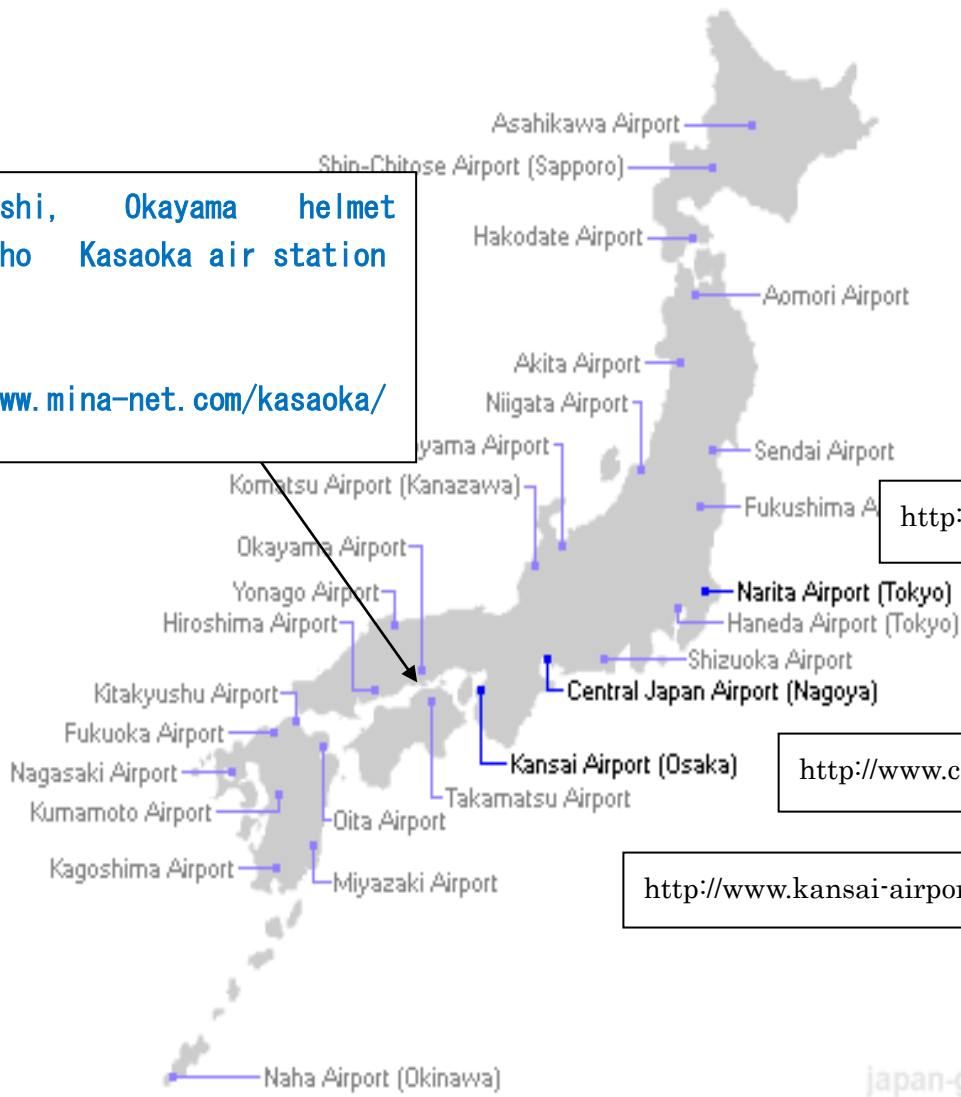 Asahikawa Airport
Shin-Chitose Airport (Sapporo)
shi, Okayama helmet
ho Kasaoka air station
ww.mina-net.com/kasaoka/
Hakodate Airport
Aomori Airport
Akita Airport
Niigata Airport
yama Airport
Sendai Airport
Komatsu Airport (Kanazawa)
Fukushima A
http:
Okayama Airport
Yonago Airport
Narita Airport (Tokyo)
Hiroshima Airport
Haneda Airport (Tokyo)
Shizuoka Airport
Kitakyushu Airport
Central Japan Airport (Nagoya)
Fukuoka Airport
Nagasaki Airport
Kansai Airport (Osaka)
http://www.c
Kumamoto Airport
Takamatsu Airport
Oita Airport
Kagoshima Airport
Miyazaki Airport
http://www.kansai-airpor
Naha Airport (Okinawa)
japan-g